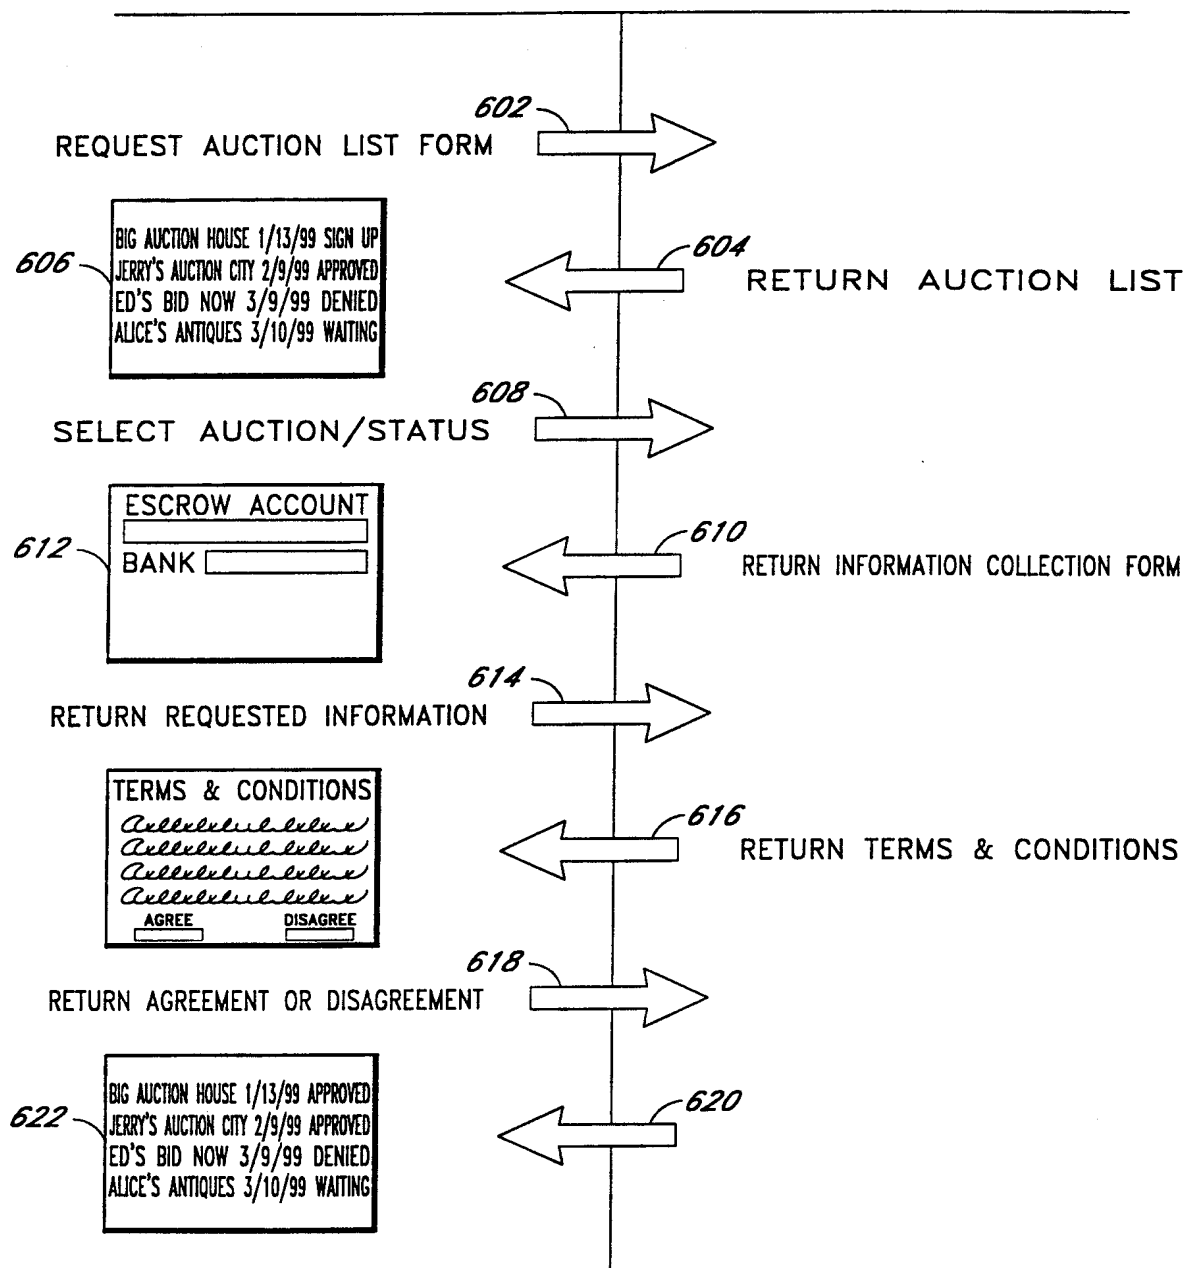 602
REQUEST AUCTION LIST FORM
BIG AUCTION HOUSE 1/13/99 SIGN UP
JERRY'S AUCTION CITY 2/9/99 APPROVED
ED'S BID NOW 3/9/99 DENIED
ALICE'S ANTIQUES 3/10/99 WAITING
606
604
RETURN AUCTION LIST
608
SELECT AUCTION/STATUS
ESCROW ACCOUNT
BANK
612
610
RETURN INFORMATION COLLECTION FORM
614
RETURN REQUESTED INFORMATION
TERMS & CONDITIONS
AGREE DISAGREE
616
RETURN TERMS & CONDITIONS
618
RETURN AGREEMENT OR DISAGREEMENT
BIG AUCTION HOUSE 1/13/99 APPROVED
JERRY'S AUCTION CITY 2/9/99 APPROVED
ED'S BID NOW 3/9/99 DENIED
ALICE'S ANTIQUES 3/10/99 WAITING
622
620